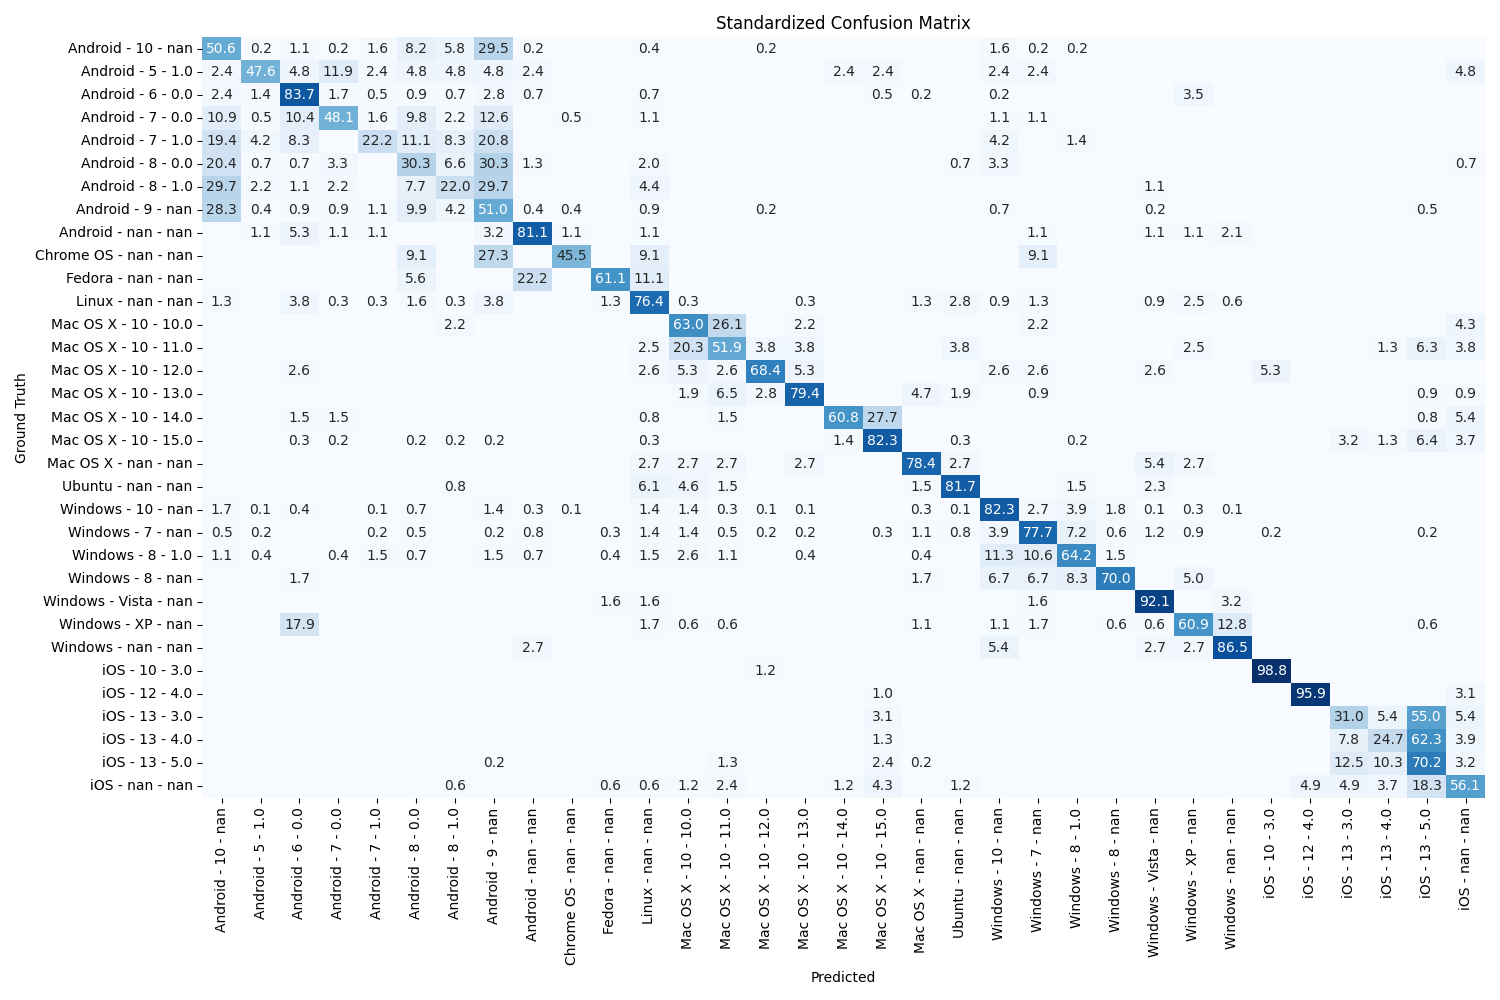 Standardized Confusion Matrix
Ground Truth
Android - 10 - nan 50.6 0.2 1.1 0.2 1.6 8.2 5.8 29.5 0.2 0.4 0.2 1.6 0.2 0.2
Android - 5 - 1.0 2.4 47.6 4.8 11.9 2.4 4.8 4.8 4.8 2.4 2.4 2.4 2.4 2.4 4.8
Android - 6 - 0.0 2.4 1.4 83.7 1.7 0.5 0.9 0.7 2.8 0.7 0.7 0.5 0.2 0.2 3.5
Android - 7 - 0.0 10.9 0.5 10.4 48.1 1.6 9.8 2.2 12.6 0.5 1.1 1.1 1.1
Android - 7 - 1.0 19.4 4.2 8.3 22.2 11.1 8.3 20.8 4.2 1.4
Android - 8 - 0.0 20.4 0.7 0.7 3.3 30.3 6.6 30.3 1.3 2.0 0.7 3.3 0.7
Android - 8 - 1.0 29.7 2.2 1.1 2.2 7.7 22.0 29.7 4.4 1.1
Android - 9 - nan 28.3 0.4 0.9 0.9 1.1 9.9 4.2 51.0 0.4 0.4 0.9 0.2 0.7 0.2 0.5
Android - nan - nan 1.1 5.3 1.1 1.1 3.2 81.1 1.1 1.1 1.1 1.1 1.1 2.1
Chrome OS - nan - nan 9.1 27.3 45.5 9.1 9.1
Fedora - nan - nan 5.6 22.2 61.1 11.1
Linux - nan - nan 1.3 3.8 0.3 0.3 1.6 0.3 3.8 1.3 76.4 0.3 0.3 1.3 2.8 0.9 1.3 0.9 2.5 0.6
Mac OS X - 10 - 10.0 2.2 63.0 26.1 2.2 2.2 4.3
Mac OS X - 10 - 11.0 2.5 20.3 51.9 3.8 3.8 3.8 2.5 1.3 6.3 3.8
Mac OS X - 10 - 12.0 2.6 2.6 5.3 2.6 68.4 5.3 2.6 2.6 2.6 5.3
Mac OS X - 10 - 13.0 1.9 6.5 2.8 79.4 4.7 1.9 0.9 0.9 0.9
Mac OS X - 10 - 14.0 1.5 1.5 0.8 1.5 60.8 27.7 0.8 5.4
Mac OS X - 10 - 15.0 0.3 0.2 0.2 0.2 0.2 0.3 1.4 82.3 0.3 0.2 3.2 1.3 6.4 3.7
Mac OS X - nan - nan 2.7 2.7 2.7 2.7 78.4 2.7 5.4 2.7
Ubuntu - nan - nan 0.8 6.1 4.6 1.5 1.5 81.7 1.5 2.3
Windows - 10 - nan 1.7 0.1 0.4 0.1 0.7 1.4 0.3 0.1 1.4 1.4 0.3 0.1 0.1 0.3 0.1 82.3 2.7 3.9 1.8 0.1 0.3 0.1
Windows - 7 - nan 0.5 0.2 0.2 0.5 0.2 0.8 0.3 1.4 1.4 0.5 0.2 0.2 0.3 1.1 0.8 3.9 77.7 7.2 0.6 1.2 0.9 0.2 0.2
Windows - 8 - 1.0 1.1 0.4 0.4 1.5 0.7 1.5 0.7 0.4 1.5 2.6 1.1 0.4 0.4 11.3 10.6 64.2 1.5
Windows - 8 - nan 1.7 1.7 6.7 6.7 8.3 70.0 5.0
Windows - Vista - nan 1.6 1.6 1.6 92.1 3.2
Windows - XP - nan 17.9 1.7 0.6 0.6 1.1 1.1 1.7 0.6 0.6 60.9 12.8 0.6
Windows - nan - nan 2.7 5.4 2.7 2.7 86.5
iOS - 10 - 3.0 1.2 98.8
iOS - 12 - 4.0 1.0 95.9 3.1
iOS - 13 - 3.0 3.1 31.0 5.4 55.0 5.4
iOS - 13 - 4.0 1.3 7.8 24.7 62.3 3.9
iOS - 13 - 5.0 0.2 1.3 2.4 0.2 12.5 10.3 70.2 3.2
iOS - nan - nan 0.6 0.6 0.6 1.2 2.4 1.2 4.3 1.2 4.9 4.9 3.7 18.3 56.1
Android - 10 - nan
Android - 5 - 1.0
Android - 6 - 0.0
Android - 7 - 0.0
Android - 7 - 1.0
Android - 8 - 0.0
Android - 8 - 1.0
Android - 9 - nan
Android - nan - nan
Chrome OS - nan - nan
Fedora - nan - nan
Linux - nan - nan
Mac OS X - 10 - 10.0
Mac OS X - 10 - 11.0
Mac OS X - 10 - 12.0
Mac OS X - 10 - 13.0
Mac OS X - 10 - 14.0
Mac OS X - 10 - 15.0
Mac OS X - nan - nan
Ubuntu - nan - nan
Windows - 10 - nan
Windows - 7 - nan
Windows - 8 - 1.0
Windows - 8 - nan
Windows - Vista - nan
Windows - XP - nan
Windows - nan - nan
iOS - 10 - 3.0
iOS - 12 - 4.0
iOS - 13 - 3.0
iOS - 13 - 4.0
iOS - 13 - 5.0
iOS - nan - nan
Predicted